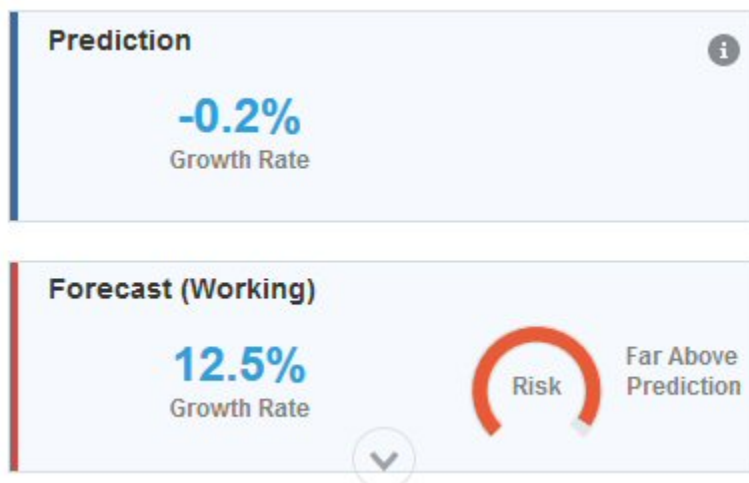 Prediction
i
-0.2%
Growth Rate
Forecast (Working)
12.5%
Growth Rate
Risk
Far Above
Prediction